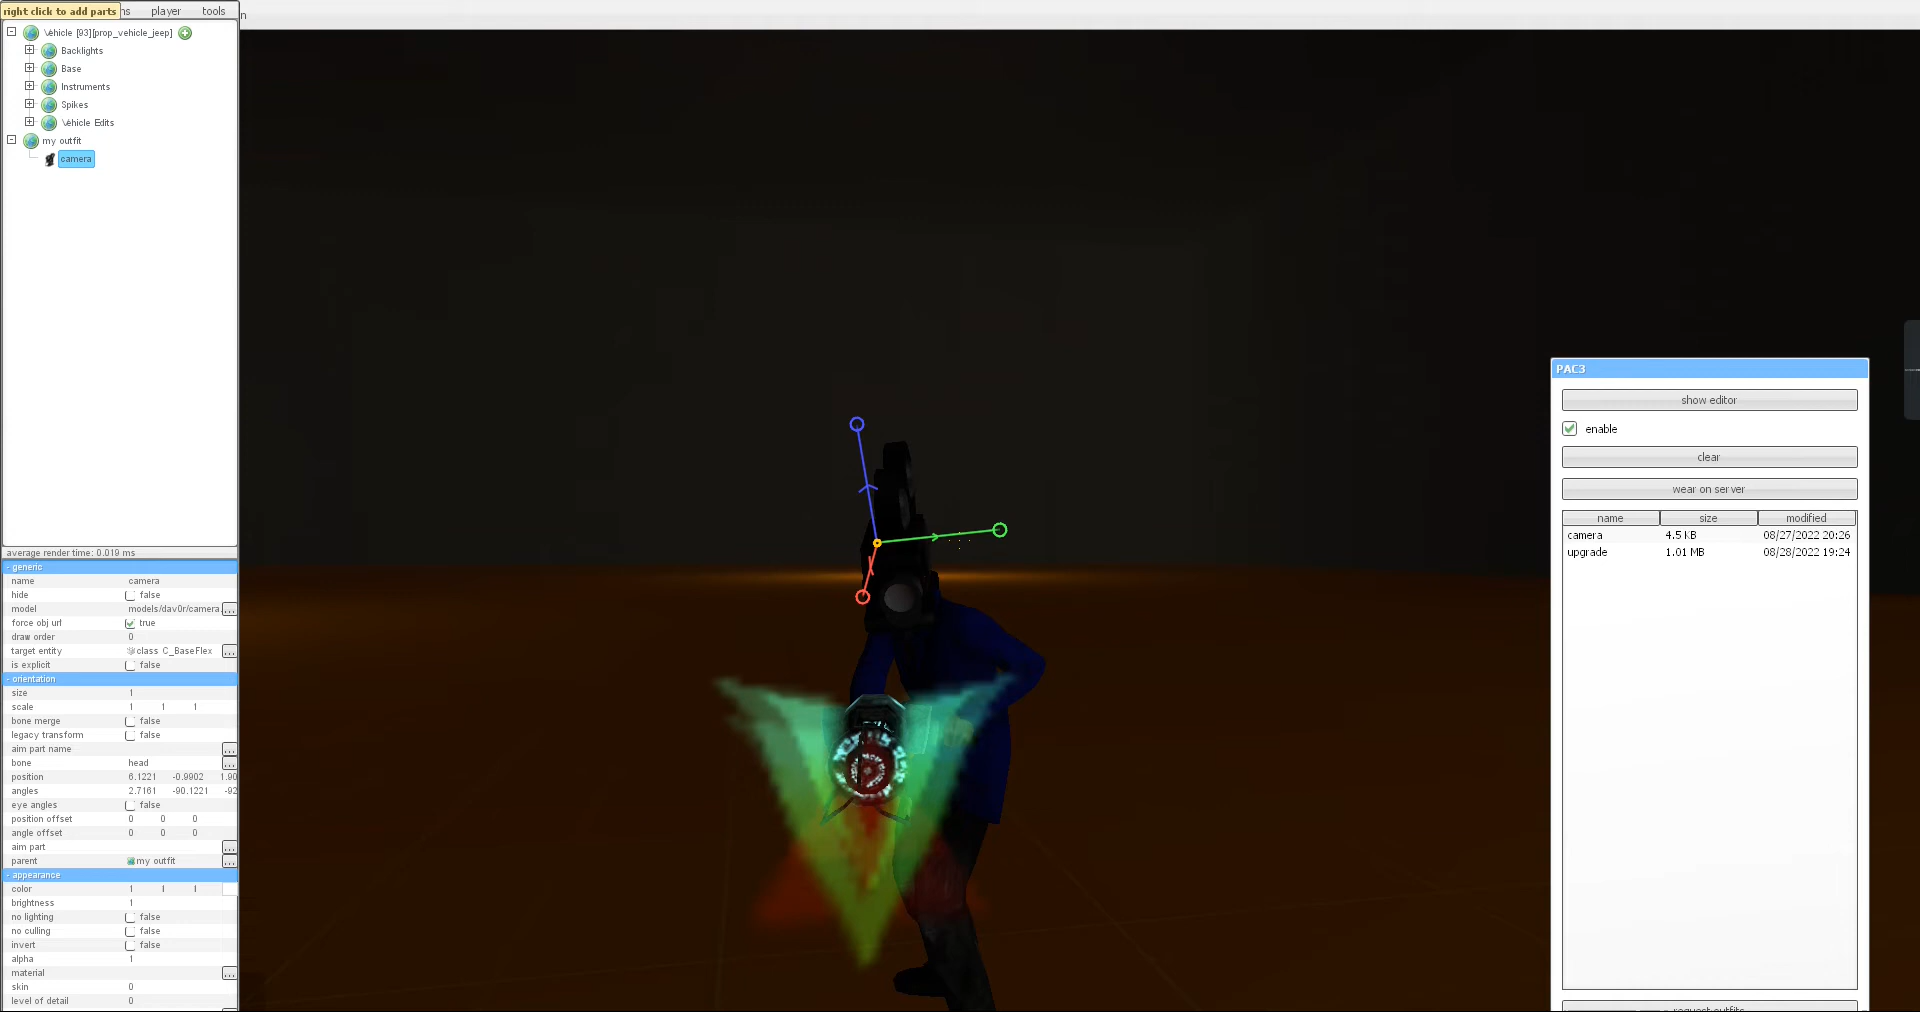 right click to add parts ns player tools
n
Vehicle [93][prop_vehicle_jeep]
Backlights
Base
Instruments
Spikes
Vehicle Edits
my outfit
camera
average render time: 0.019 ms
- generic
name camera
hide false
model models/dav0r/camera. ...
force obj url true
draw order 0
target entity class C_BaseFlex ...
is explicit false
- orientation
size 1
scale 1 1 1
bone merge false
legacy transform false
aim part name ...
bone head ...
position 6.1221 -0.9902 1.90
angles 2.7161 -90.1221 -92
eye angles false
position offset 0 0 0
angle offset 0 0 0
aim part ...
parent my outfit ...
- appearance
color 1 1 1
brightness 1
no lighting false
no culling false
invert false
alpha 1
material ...
skin 0
level of detail 0
PAC3
show editor
enable
clear
wear on server
name size modified
camera 4.5 kB 08/27/2022 20:26
upgrade 1.01 MB 08/28/2022 19:24
request outfits